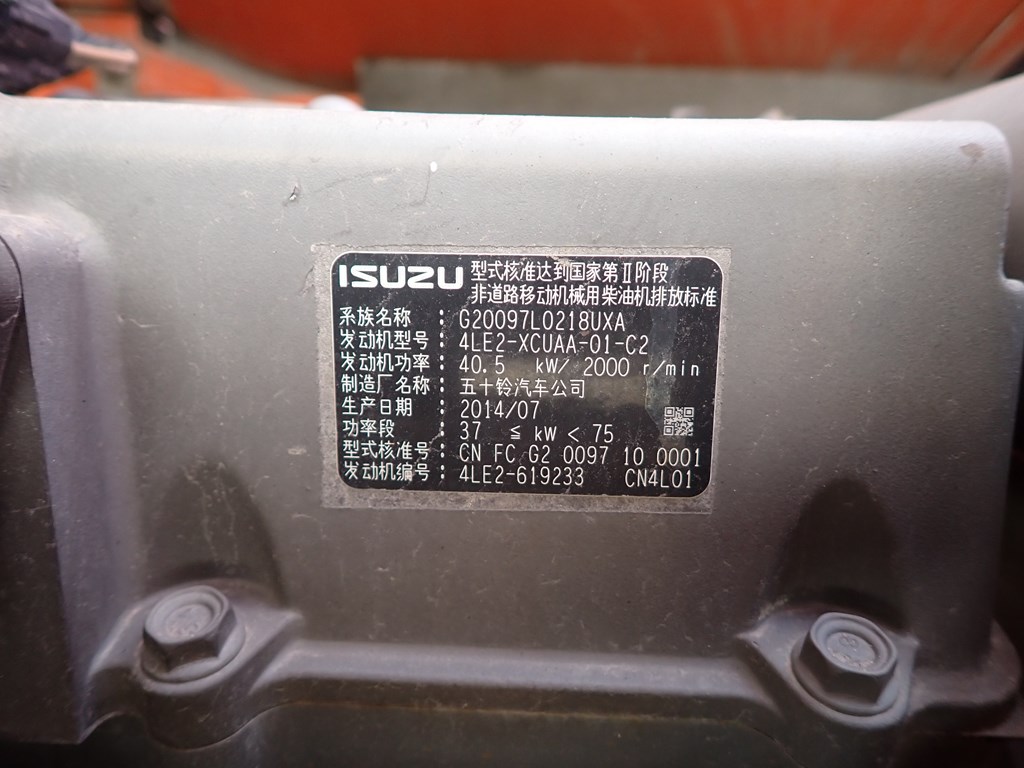 ISUZU 型式核准达到国家第Ⅱ阶段
非道路移动机械用柴油机排放标准
系族名称 : G20097L0218UXA
发动机型号 : 4LE2-XCUAA-01-C2
发动机功率 : 40.5 kW/ 2000 r/min
制造厂名称 : 五十铃汽车公司
生产日期 : 2014/07
功率段 : 37 ≦ kW < 75
型式核准号 : CN FC G2 0097 10 0001
发动机编号 : 4LE2-619233 CN4L01